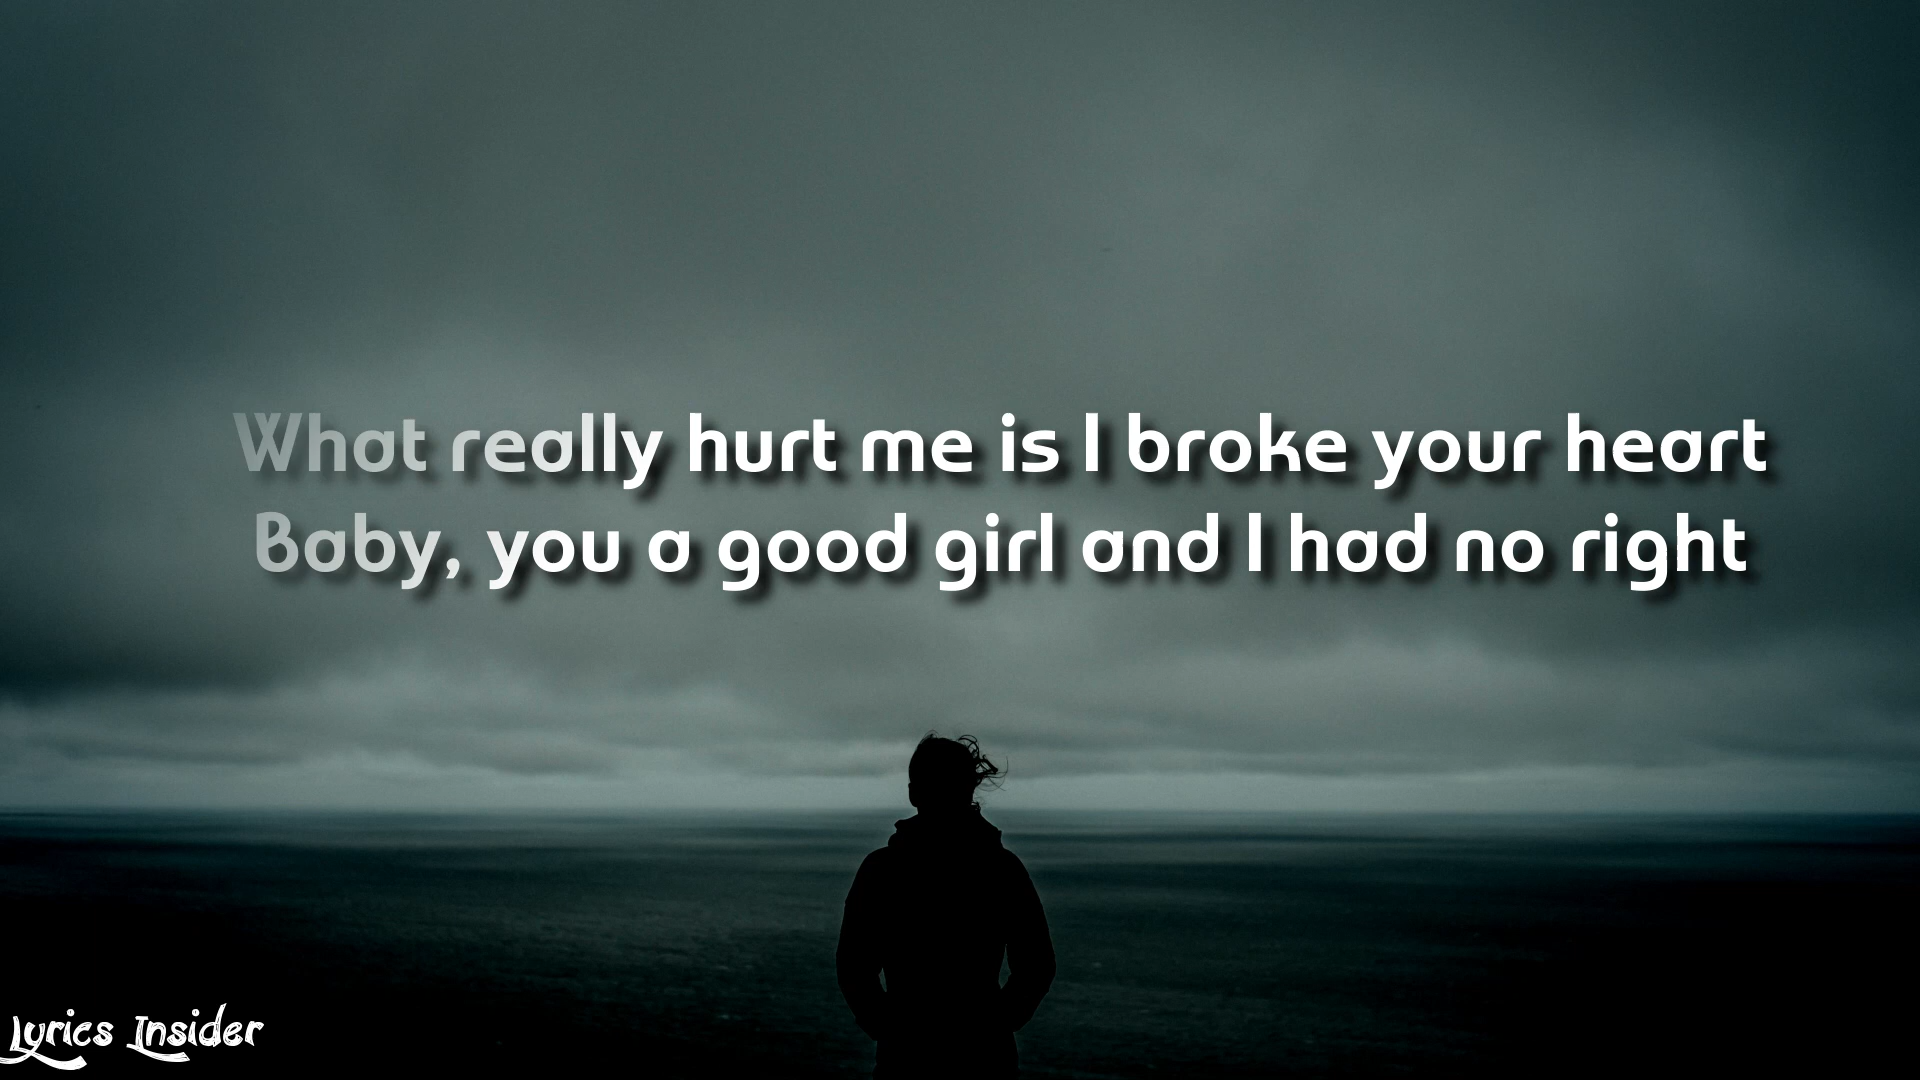 What really hurt me is I broke your heart
Baby, you a good girl and I had no right
Lyrics Insider